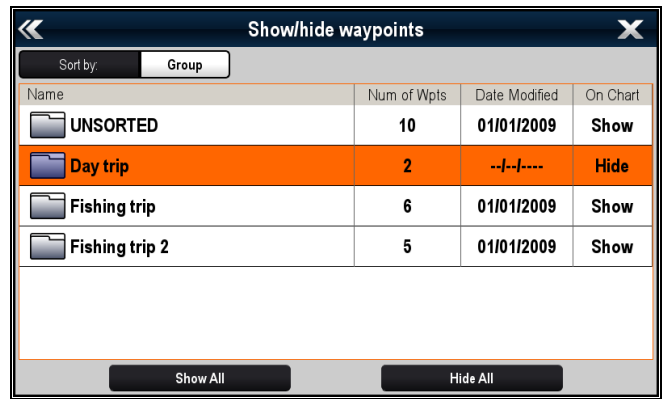 Show/hide waypoints
Sort by: Group
Name Num of Wpts Date Modified On Chart
UNSORTED 10 01/01/2009 Show
Day trip 2 --/--/---- Hide
Fishing trip 6 01/01/2009 Show
Fishing trip 2 5 01/01/2009 Show
Show All Hide All